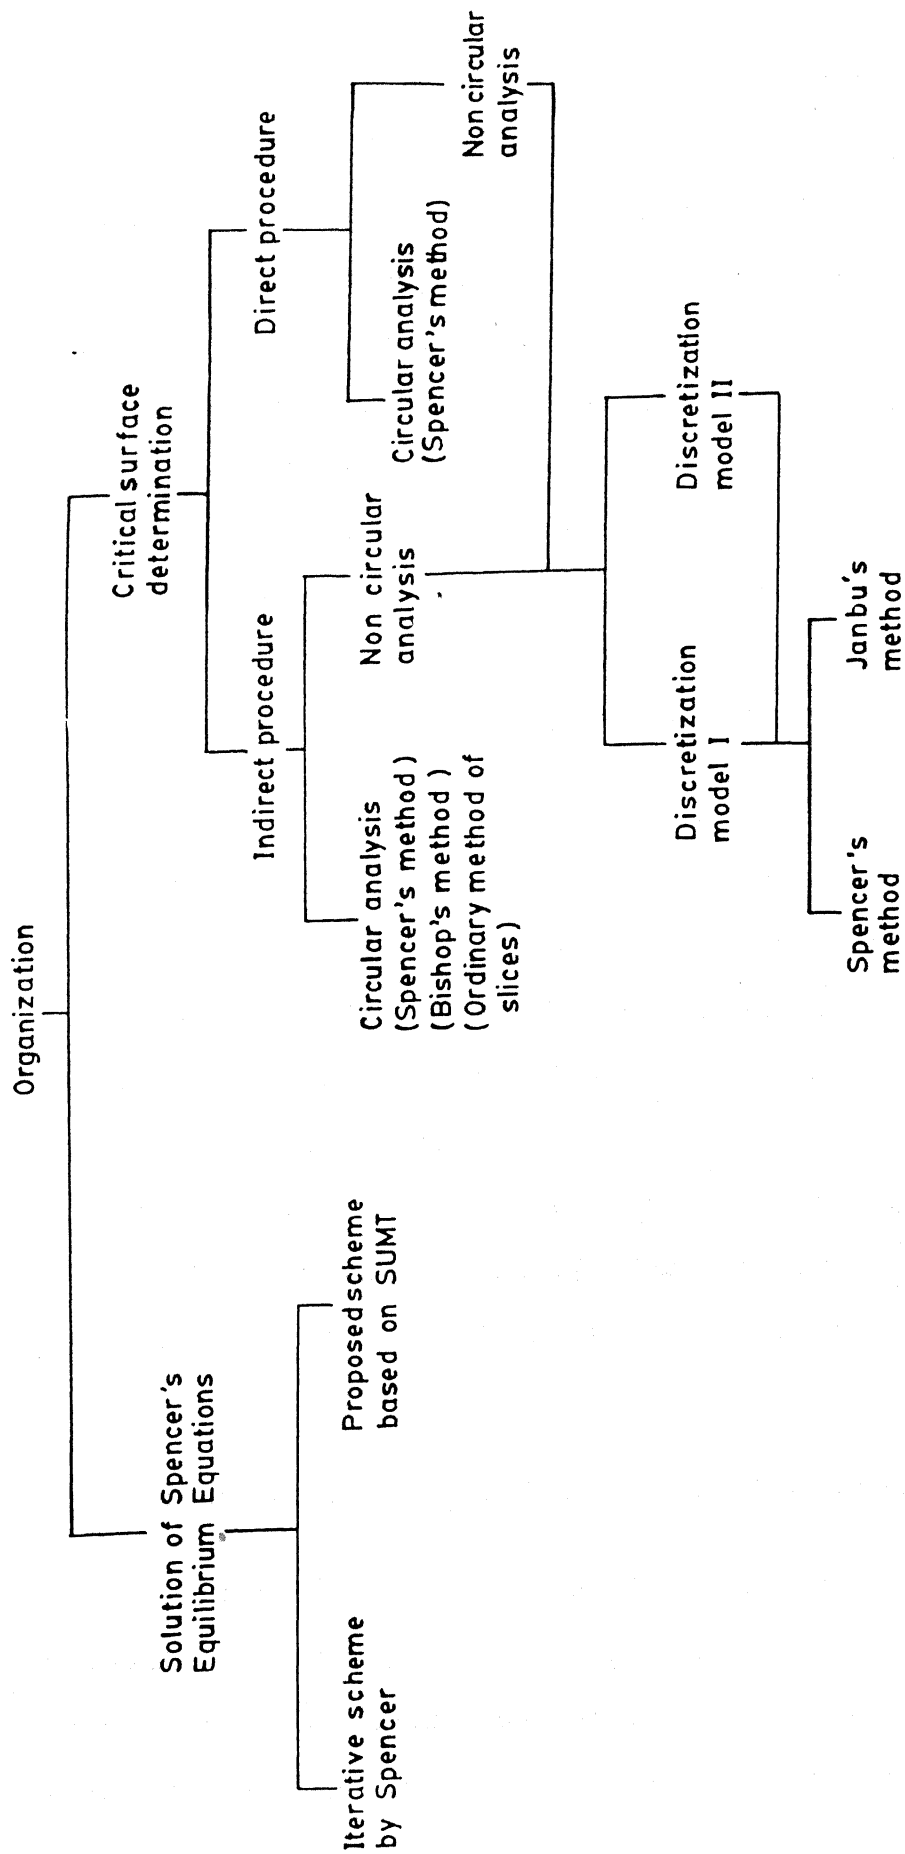 Organization
Solution of Spencer's
Equilibrium Equations
Critical surface
determination
Iterative scheme
by Spencer
Proposed scheme
based on SUMT
Indirect procedure
Direct procedure
Circular analysis
(Spencer's method)
(Bishop's method)
(Ordinary method of
slices)
Non circular
analysis
Circular analysis
(Spencer's method)
Non circular
analysis
Discretization
model I
Discretization
model II
Spencer's
method
Janbu's
method